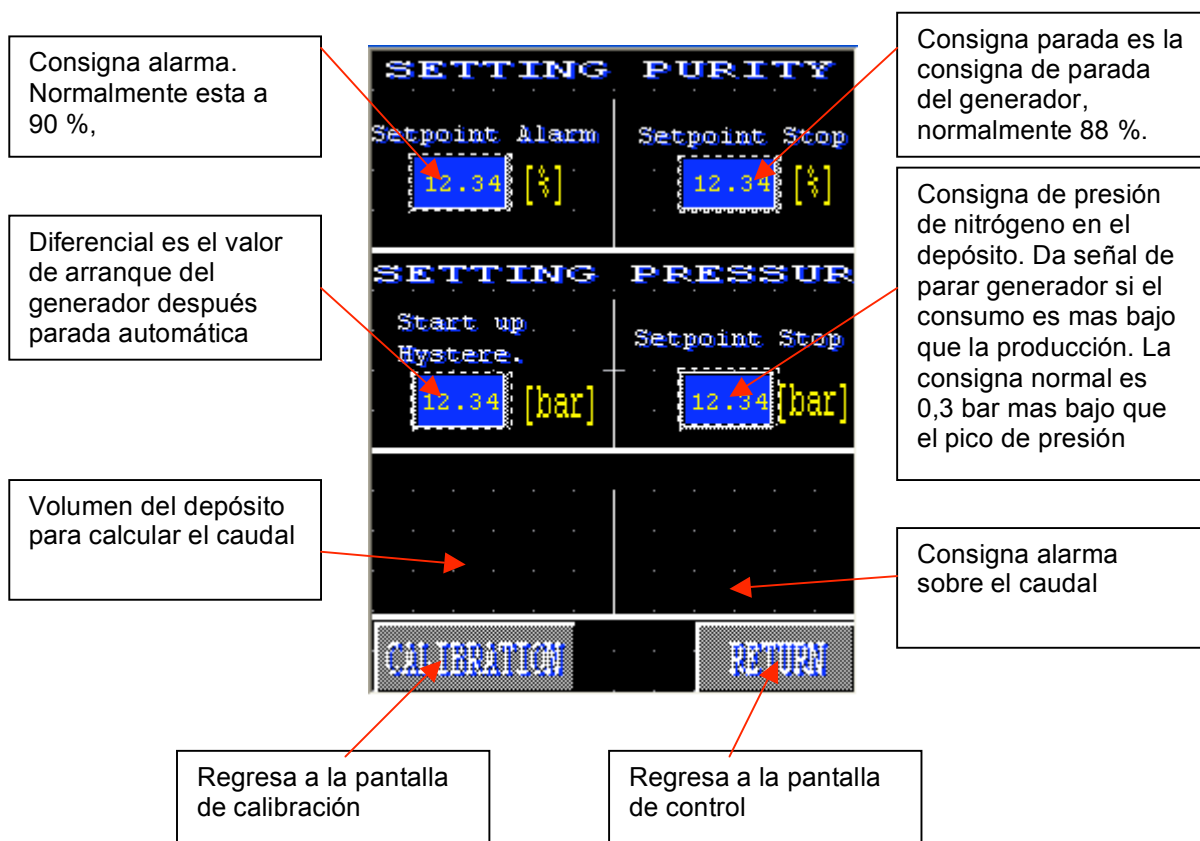 Consigna alarma.
Normalmente esta a
90 %,
Diferencial es el valor
de arranque del
generador después
parada automática
Volumen del depósito
para calcular el caudal
SETTING PURITY
Setpoint Alarm
12.34 [%]
Setpoint Stop
12.34 [%]
SETTING PRESSUR
Start up
Hystere.
12.34 [bar]
Setpoint Stop
12.34 [bar]
CALIBRATION
RETURN
Consigna parada es la
consigna de parada
del generador,
normalmente 88 %.
Consigna de presión
de nitrógeno en el
depósito. Da señal de
parar generador si el
consumo es mas bajo
que la producción. La
consigna normal es
0,3 bar mas bajo que
el pico de presión
Consigna alarma
sobre el caudal
Regresa a la pantalla
de calibración
Regresa a la pantalla
de control